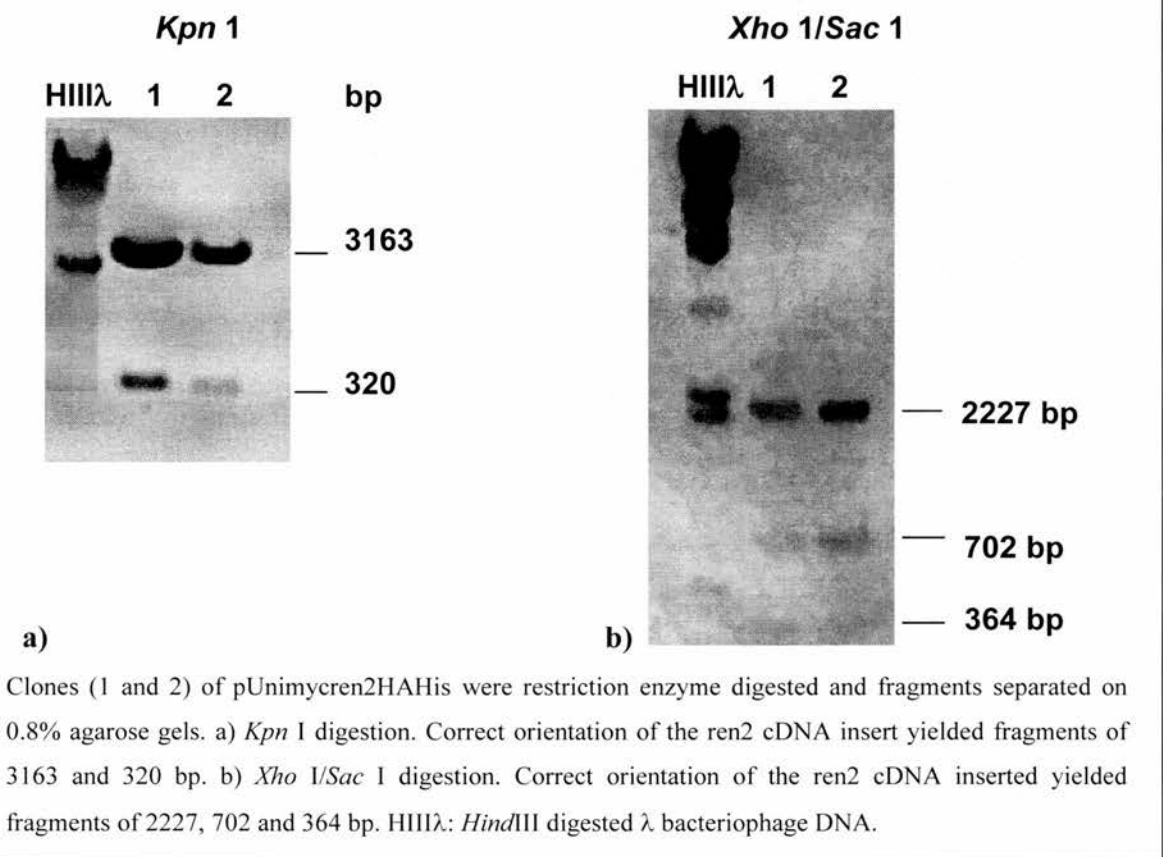 Kpn 1
HIIIλ 1 2 bp
3163
320
a)
Xho 1/Sac 1
HIIIλ 1 2
2227 bp
702 bp
364 bp
b)
Clones (1 and 2) of pUnimycren2HAHis were restriction enzyme digested and fragments separated on
0.8% agarose gels. a) Kpn I digestion. Correct orientation of the ren2 cDNA insert yielded fragments of
3163 and 320 bp. b) Xho I/Sac I digestion. Correct orientation of the ren2 cDNA inserted yielded
fragments of 2227, 702 and 364 bp. HIIIλ: HindIII digested λ bacteriophage DNA.